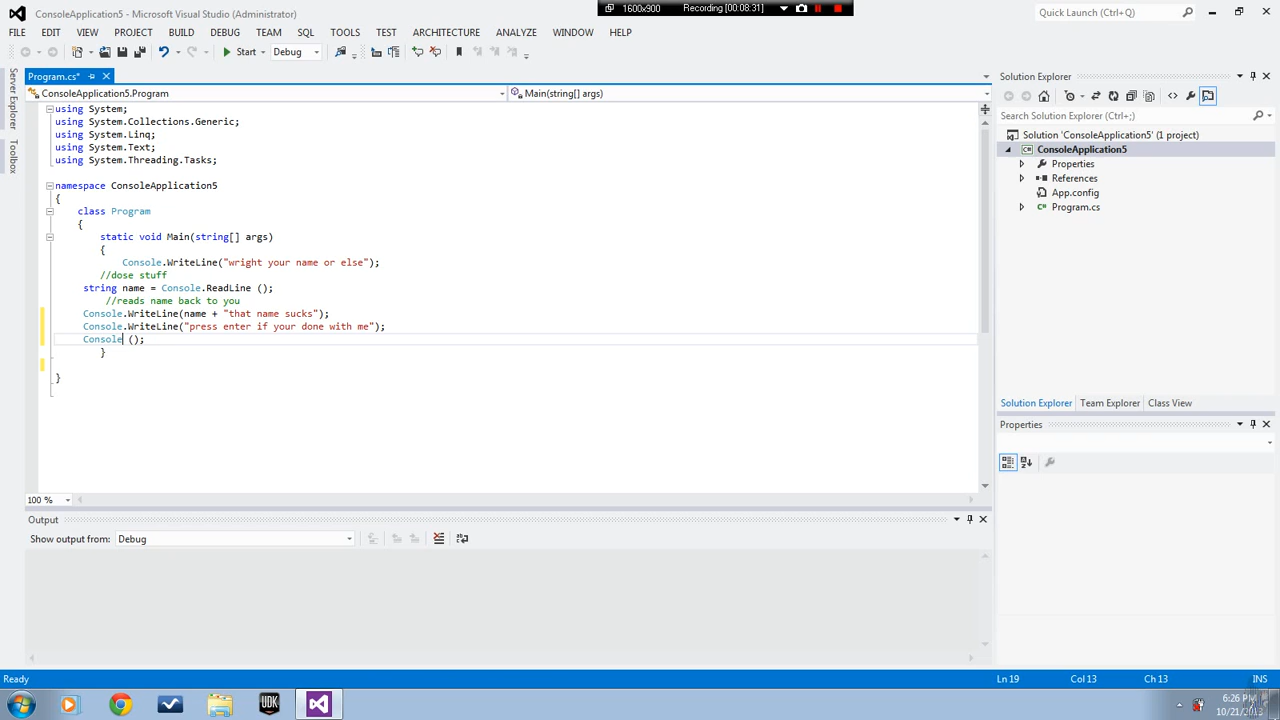 ConsoleApplication5 - Microsoft Visual Studio (Administrator)
1600x900
Recording [00:08:31]
Quick Launch (Ctrl+Q)
FILE EDIT VIEW PROJECT BUILD DEBUG TEAM SQL TOOLS TEST ARCHITECTURE ANALYZE WINDOW HELP
Start Debug
Server Explorer
Toolbox
Program.cs*
ConsoleApplication5.Program
Main(string[] args)
using System;
using System.Collections.Generic;
using System.Linq;
using System.Text;
using System.Threading.Tasks;
namespace ConsoleApplication5
{
class Program
{
static void Main(string[] args)
{
Console.WriteLine("wright your name or else");
//dose stuff
string name = Console.ReadLine ();
//reads name back to you
Console.WriteLine(name + "that name sucks");
Console.WriteLine("press enter if your done with me");
Console ();
}
}
100 %
Solution Explorer
Search Solution Explorer (Ctrl+;)
Solution 'ConsoleApplication5' (1 project)
ConsoleApplication5
Properties
References
App.config
Program.cs
Solution Explorer Team Explorer Class View
Properties
Output
Show output from: Debug
Ready
Ln 19 Col 13 Ch 13 INS
UDK
6:26 PM
10/21/2013